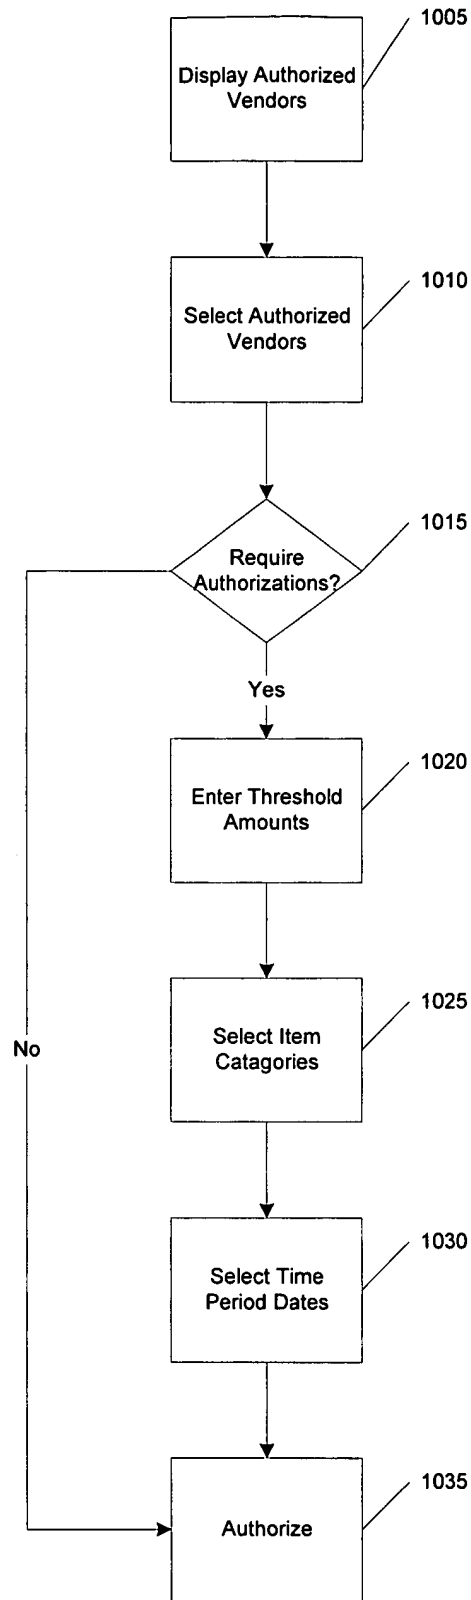 1005
Display Authorized
Vendors
1010
Select Authorized
Vendors
1015
Require
Authorizations?
Yes
1020
Enter Threshold
Amounts
1025
Select Item
Catagories
No
1030
Select Time
Period Dates
1035
Authorize